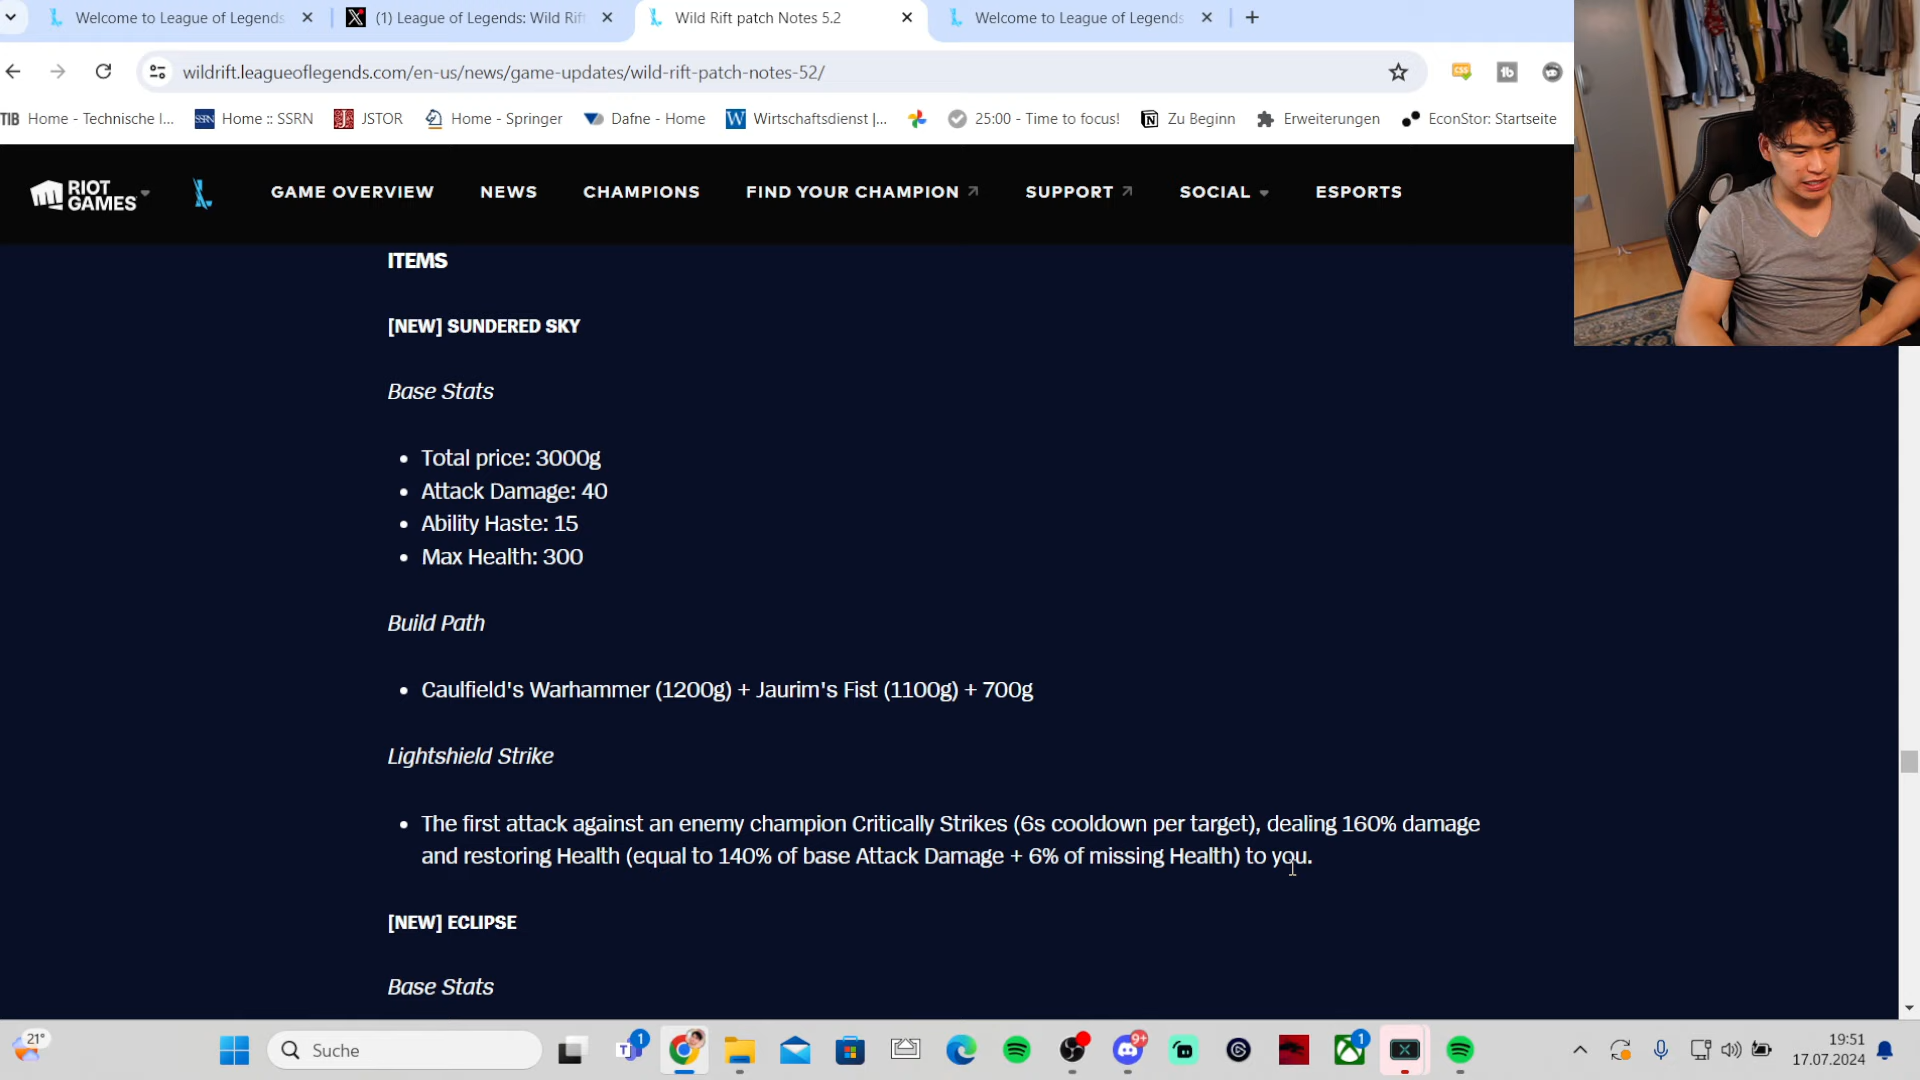 Welcome to League of Legends
(1) League of Legends: Wild Rif
Wild Rift patch Notes 5.2
Welcome to League of Legends
wildrift.leagueoflegends.com/en-us/news/game-updates/wild-rift-patch-notes-52/
TIB Home - Technische I...
SSRN Home :: SSRN
JSTOR
Home - Springer
Dafne - Home
W Wirtschaftsdienst |...
25:00 - Time to focus!
Zu Beginn
Erweiterungen
EconStor: Startseite
RIOT
GAMES
GAME OVERVIEW
NEWS
CHAMPIONS
FIND YOUR CHAMPION
SUPPORT
SOCIAL
ESPORTS
ITEMS
[NEW] SUNDERED SKY
Base Stats
• Total price: 3000g
• Attack Damage: 40
• Ability Haste: 15
• Max Health: 300
Build Path
• Caulfield's Warhammer (1200g) + Jaurim's Fist (1100g) + 700g
Lightshield Strike
• The first attack against an enemy champion Critically Strikes (6s cooldown per target), dealing 160% damage
and restoring Health (equal to 140% of base Attack Damage + 6% of missing Health) to you.
[NEW] ECLIPSE
Base Stats
21°
Suche
1
9+
1
19:51
17.07.2024